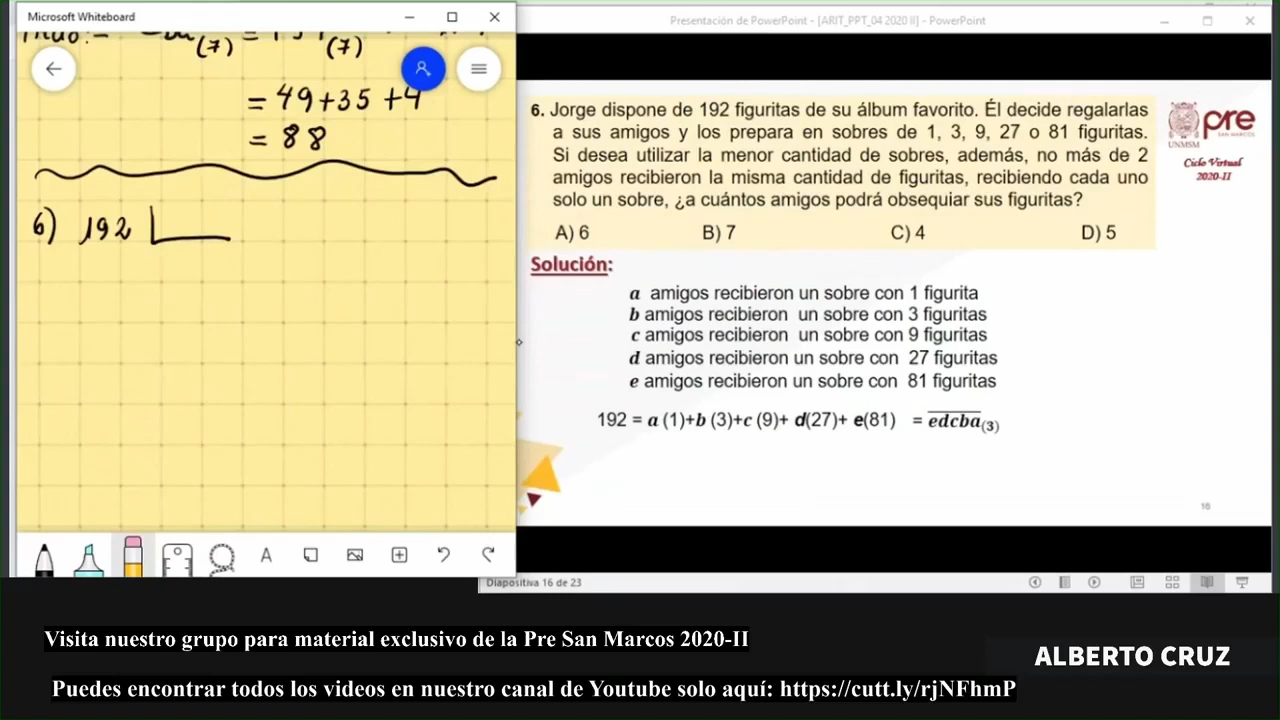 Microsoft Whiteboard
(7) = (7)
= 49+35+4
= 88
6) 192
Presentación de PowerPoint - [ARIT_PPT_04 2020 II] - PowerPoint
6. Jorge dispone de 192 figuritas de su álbum favorito. Él decide regalarlas
a sus amigos y los prepara en sobres de 1, 3, 9, 27 o 81 figuritas.
Si desea utilizar la menor cantidad de sobres, además, no más de 2
amigos recibieron la misma cantidad de figuritas, recibiendo cada uno
solo un sobre, ¿a cuántos amigos podrá obsequiar sus figuritas?
A) 6 B) 7 C) 4 D) 5
pre
SAN MARCOS
UNMSM
Ciclo Virtual
2020-II
Solución:
a amigos recibieron un sobre con 1 figurita
b amigos recibieron un sobre con 3 figuritas
c amigos recibieron un sobre con 9 figuritas
d amigos recibieron un sobre con 27 figuritas
e amigos recibieron un sobre con 81 figuritas
192 = a (1)+b (3)+c (9)+ d(27)+ e(81) = edcba(3)
16
A
Diapositiva 16 de 23
Visita nuestro grupo para material exclusivo de la Pre San Marcos 2020-II
ALBERTO CRUZ
Puedes encontrar todos los videos en nuestro canal de Youtube solo aquí: https://cutt.ly/rjNFhmP